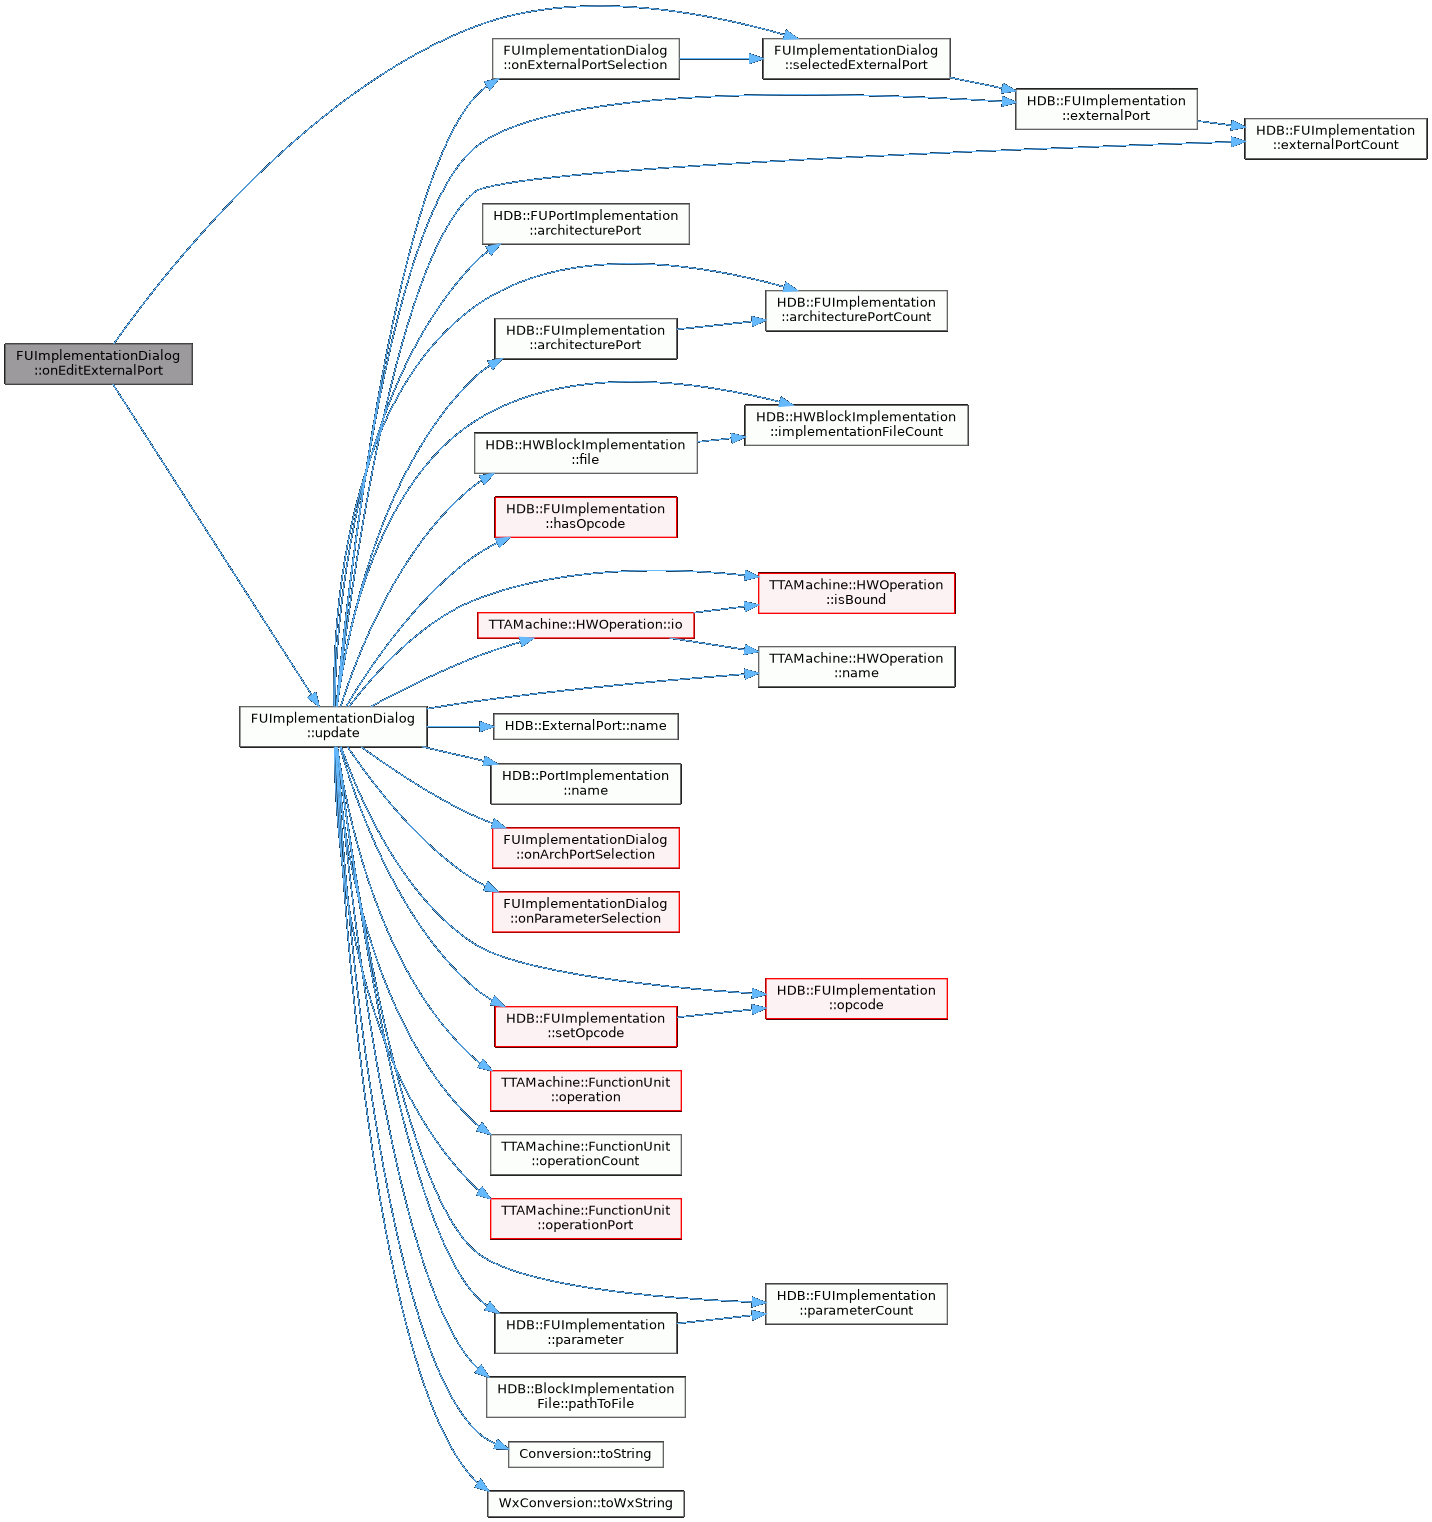 FUImplementationDialog
::onExternalPortSelection
FUImplementationDialog
::selectedExternalPort
HDB::FUImplementation
::externalPort
HDB::FUImplementation
::externalPortCount
HDB::FUPortImplementation
::architecturePort
HDB::FUImplementation
::architecturePortCount
HDB::FUImplementation
::architecturePort
FUImplementationDialog
::onEditExternalPort
HDB::HWBlockImplementation
::implementationFileCount
HDB::HWBlockImplementation
::file
HDB::FUImplementation
::hasOpcode
TTAMachine::HWOperation
::isBound
TTAMachine::HWOperation::io
TTAMachine::HWOperation
::name
FUImplementationDialog
::update
HDB::ExternalPort::name
HDB::PortImplementation
::name
FUImplementationDialog
::onArchPortSelection
FUImplementationDialog
::onParameterSelection
HDB::FUImplementation
::opcode
HDB::FUImplementation
::setOpcode
TTAMachine::FunctionUnit
::operation
TTAMachine::FunctionUnit
::operationCount
TTAMachine::FunctionUnit
::operationPort
HDB::FUImplementation
::parameterCount
HDB::FUImplementation
::parameter
HDB::BlockImplementation
File::pathToFile
Conversion::toString
WxConversion::toWxString